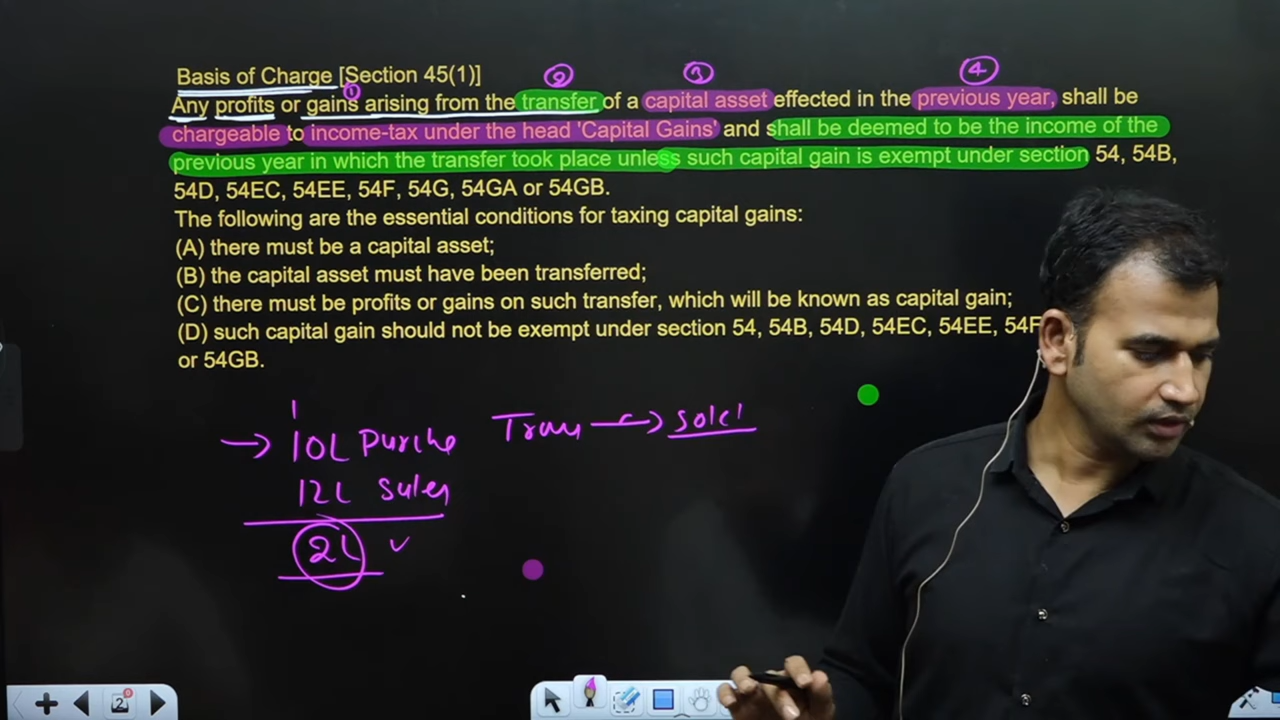 Basis of Charge [Section 45(1)]
Any profits or gains arising from the transfer of a capital asset effected in the previous year, shall be
chargeable to income-tax under the head 'Capital Gains' and shall be deemed to be the income of the
previous year in which the transfer took place unless such capital gain is exempt under section 54, 54B,
54D, 54EC, 54EE, 54F, 54G, 54GA or 54GB.
The following are the essential conditions for taxing capital gains:
(A) there must be a capital asset;
(B) the capital asset must have been transferred;
(C) there must be profits or gains on such transfer, which will be known as capital gain;
(D) such capital gain should not be exempt under section 54, 54B, 54D, 54EC, 54EE, 54F
or 54GB.
1 2 3 4
10L Purche Tran sold
12L Sales
2L
2